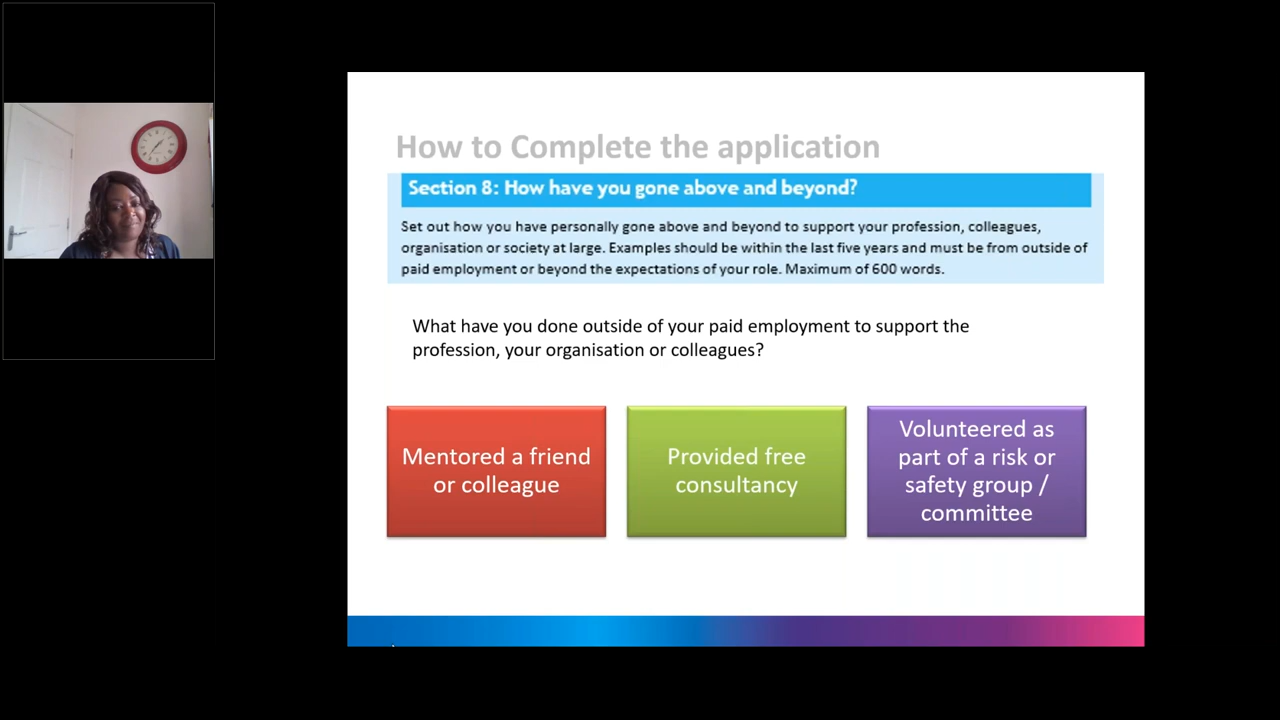 How to Complete the application
Section 8: How have you gone above and beyond?
Set out how you have personally gone above and beyond to support your profession, colleagues,
organisation or society at large. Examples should be within the last five years and must be from outside of
paid employment or beyond the expectations of your role. Maximum of 600 words.
What have you done outside of your paid employment to support the
profession, your organisation or colleagues?
Mentored a friend
or colleague
Provided free
consultancy
Volunteered as
part of a risk or
safety group /
committee